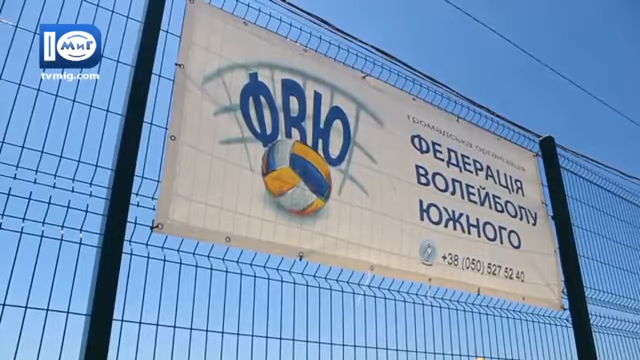 Ю МиГ
tvmig.com
ФВЮ
громадська організація
ФЕДЕРАЦІЯ
ВОЛЕЙБОЛУ
ЮЖНОГО
+38 (050) 527 52 40